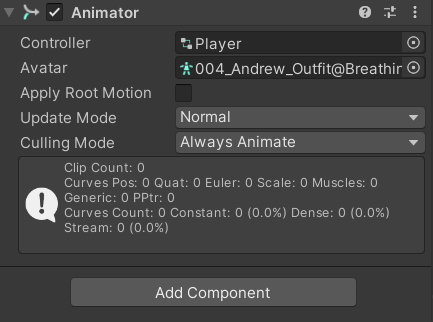 Animator
Controller
Player
Avatar
004_Andrew_Outfit@Breathin
Apply Root Motion
Update Mode
Normal
Culling Mode
Always Animate
Clip Count: 0
Curves Pos: 0 Quat: 0 Euler: 0 Scale: 0 Muscles: 0
Generic: 0 PPtr: 0
Curves Count: 0 Constant: 0 (0.0%) Dense: 0 (0.0%)
Stream: 0 (0.0%)
Add Component